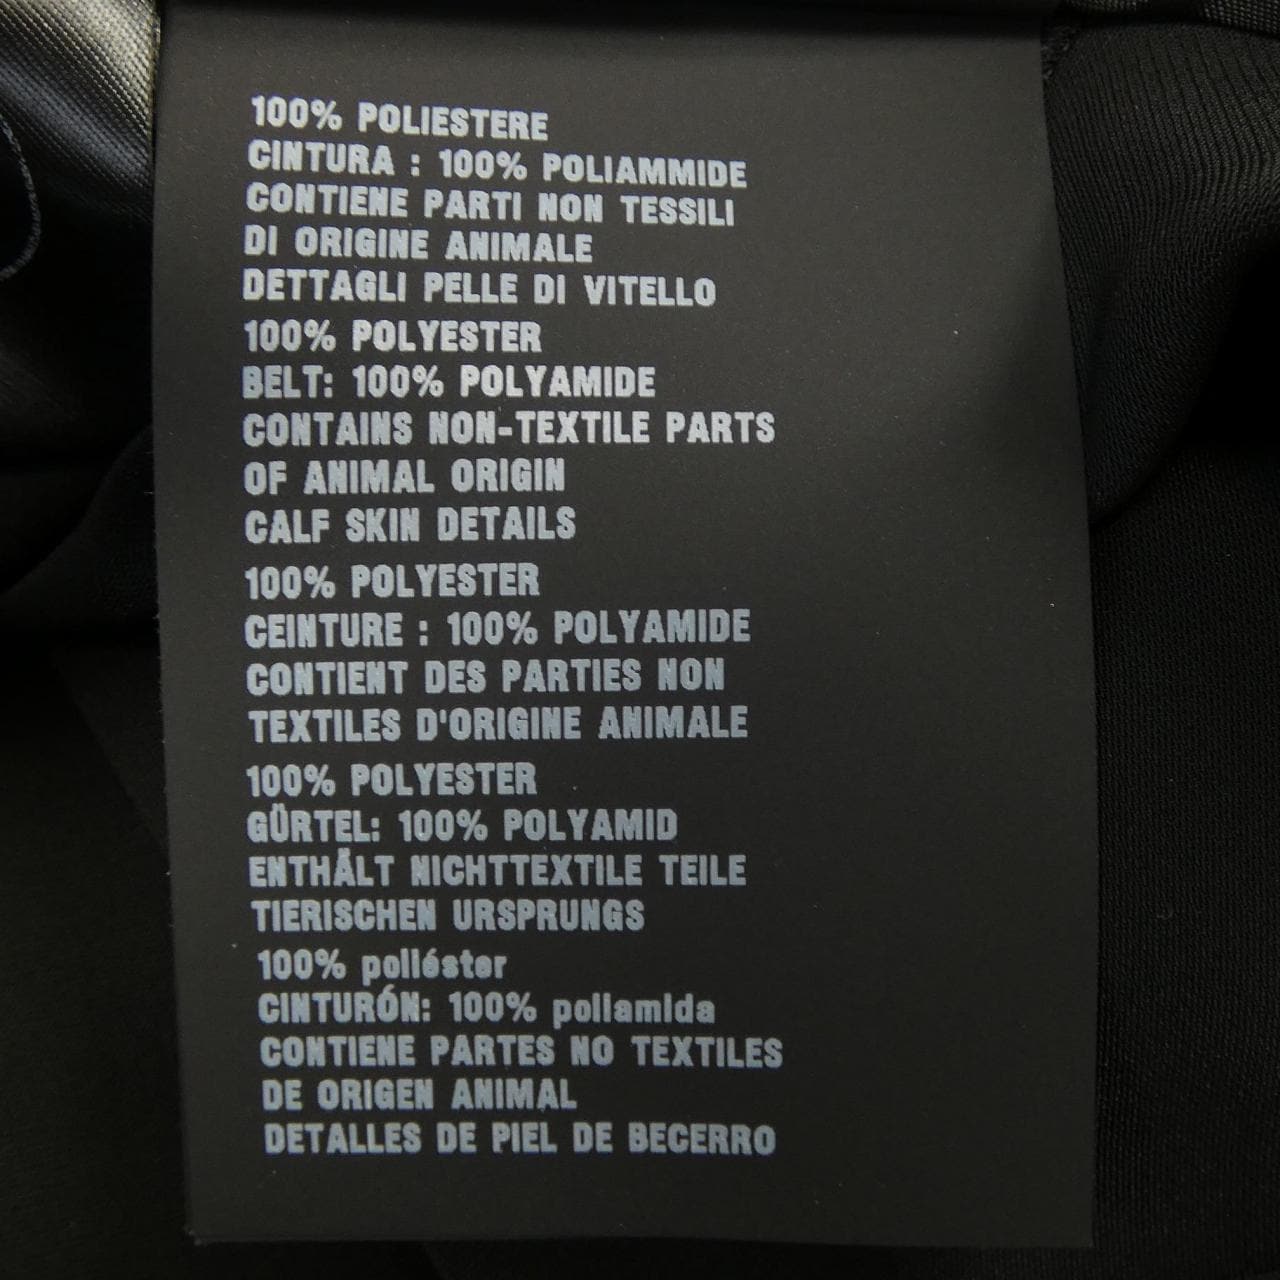 100% POLIESTERE
CINTURA : 100% POLIAMMIDE
CONTIENE PARTI NON TESSILI
DI ORIGINE ANIMALE
DETTAGLI PELLE DI VITELLO
100% POLYESTER
BELT: 100% POLYAMIDE
CONTAINS NON-TEXTILE PARTS
OF ANIMAL ORIGIN
CALF SKIN DETAILS
100% POLYESTER
CEINTURE : 100% POLYAMIDE
CONTIENT DES PARTIES NON
TEXTILES D'ORIGINE ANIMALE
100% POLYESTER
GÜRTEL: 100% POLYAMID
ENTHÄLT NICHTTEXTILE TEILE
TIERISCHEN URSPRUNGS
100% poliéster
CINTURÓN: 100% poliamida
CONTIENE PARTES NO TEXTILES
DE ORIGEN ANIMAL
DETALLES DE PIEL DE BECERRO